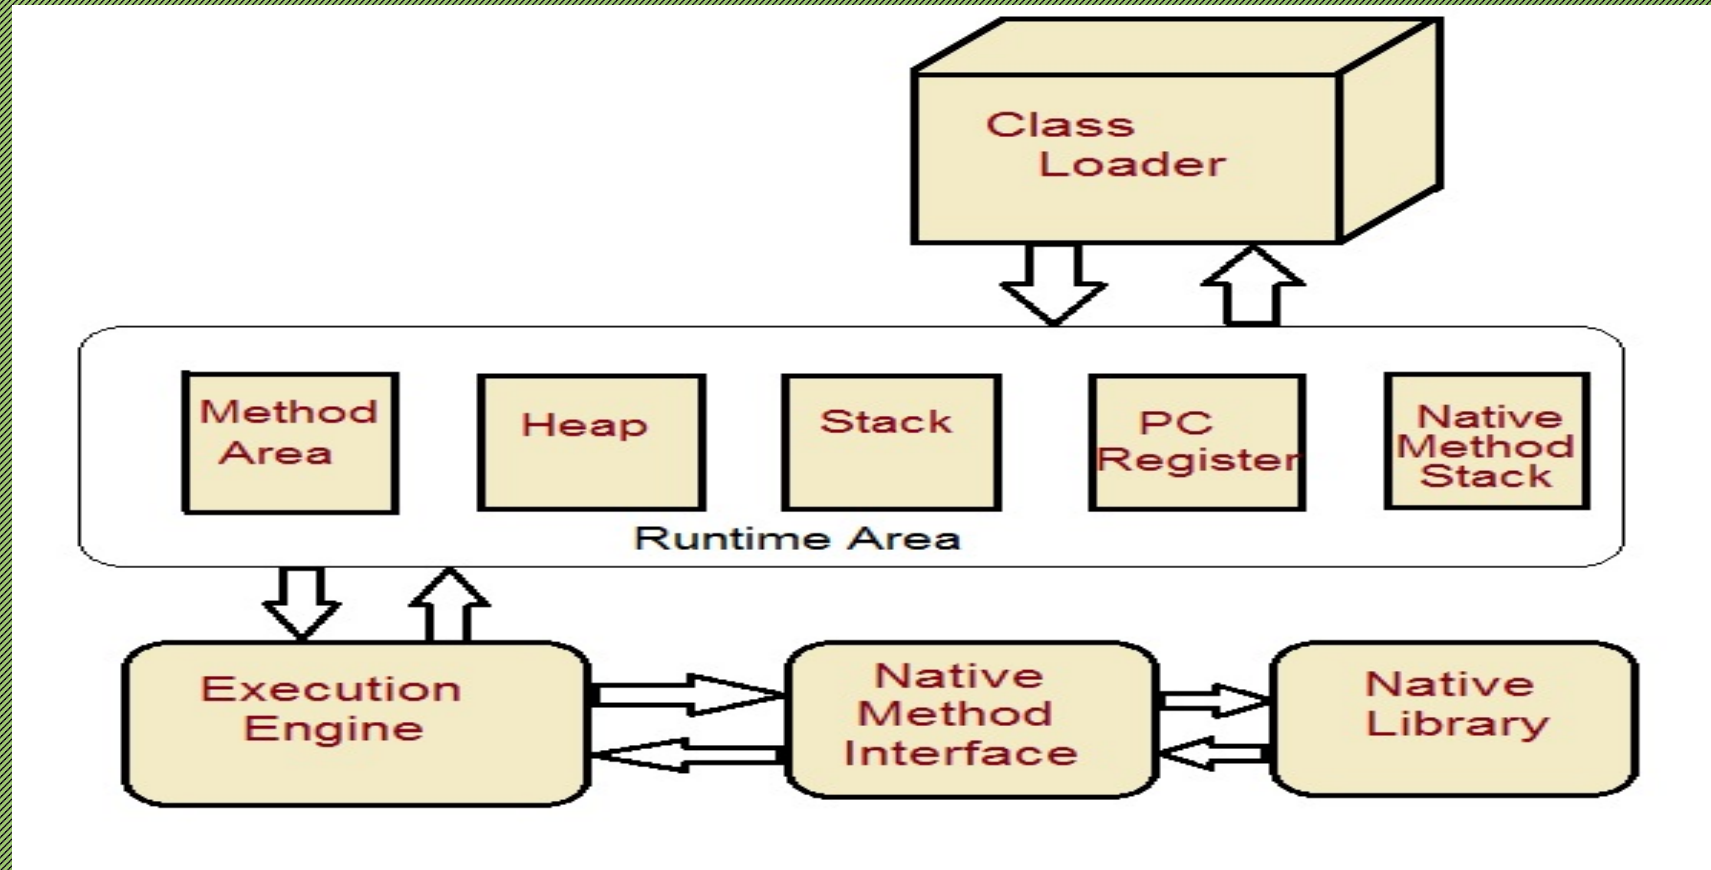 Class
Loader
Method
Area
Heap
Stack
PC
Register
Native
Method
Stack
Runtime Area
Execution
Engine
Native
Method
Interface
Native
Library